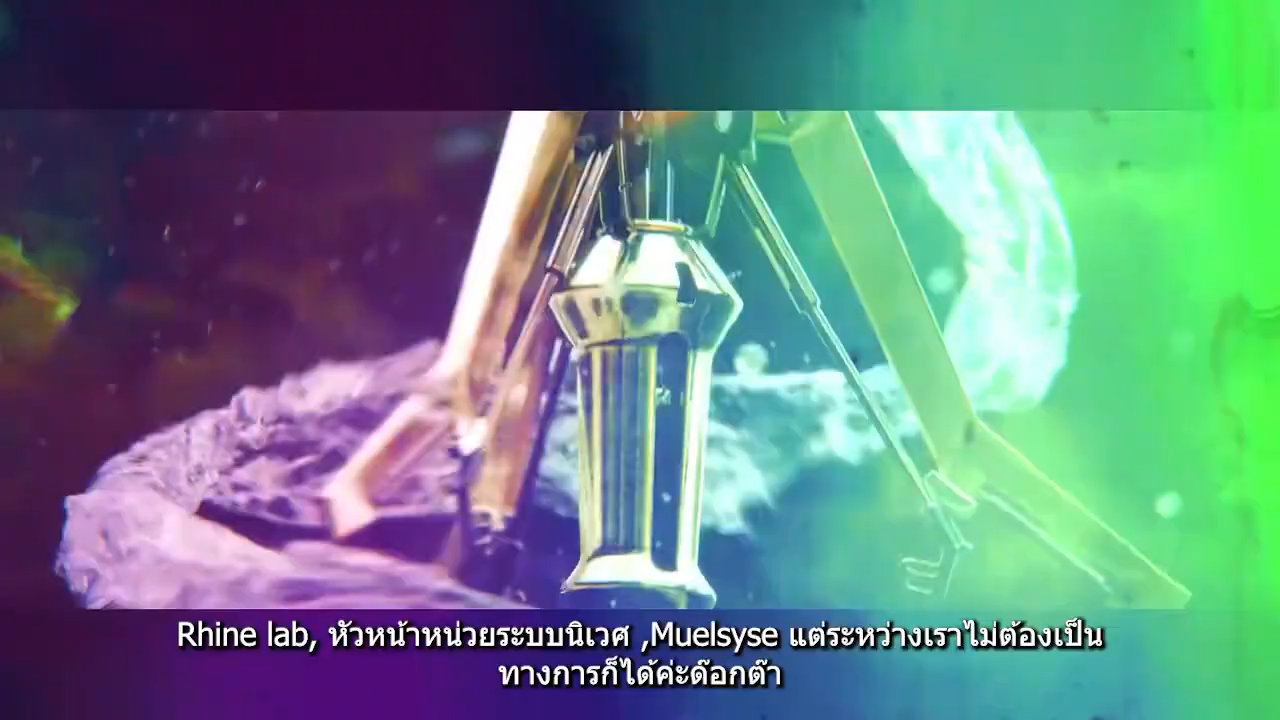 Rhine lab, หัวหน้าหน่วยระบบนิเวศ ,Muelsyse แต่ระหว่างเราไม่ต้องเป็น
ทางการก็ได้ค่ะด๊อกต๊า